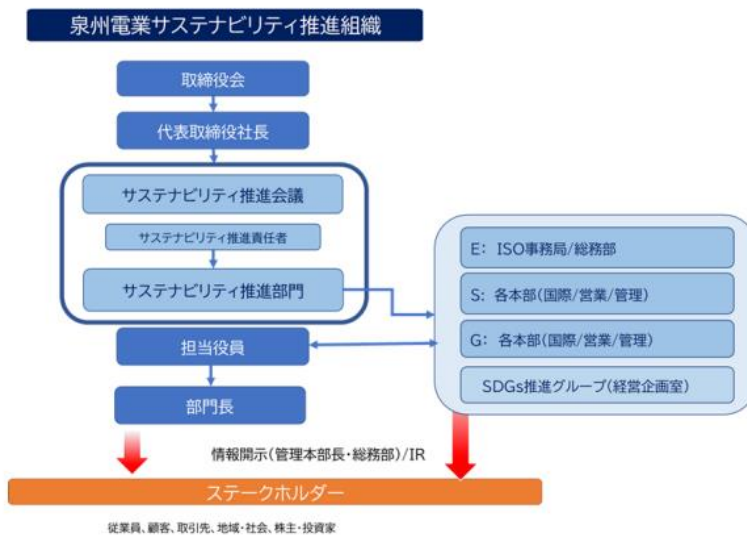 泉州電業サステナビリティ推進組織
取締役会
代表取締役社長
サステナビリティ推進会議
サステナビリティ推進責任者
サステナビリティ推進部門
担当役員
部門長
E: ISO事務局/総務部
S: 各本部(国際/営業/管理)
G: 各本部(国際/営業/管理)
SDGs推進グループ(経営企画室)
情報開示(管理本部長・総務部)/IR
ステークホルダー
従業員、顧客、取引先、地域・社会、株主・投資家